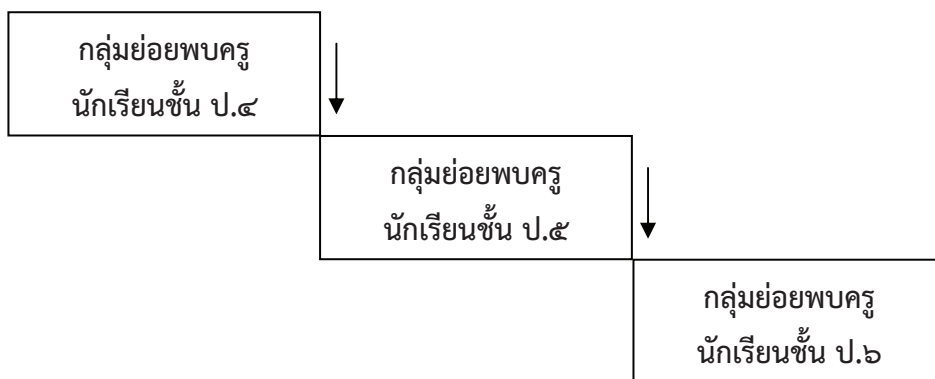 กลุ่มย่อยพบครู
นักเรียนชั้น ป.๔
กลุ่มย่อยพบครู
นักเรียนชั้น ป.๕
กลุ่มย่อยพบครู
นักเรียนชั้น ป.๖